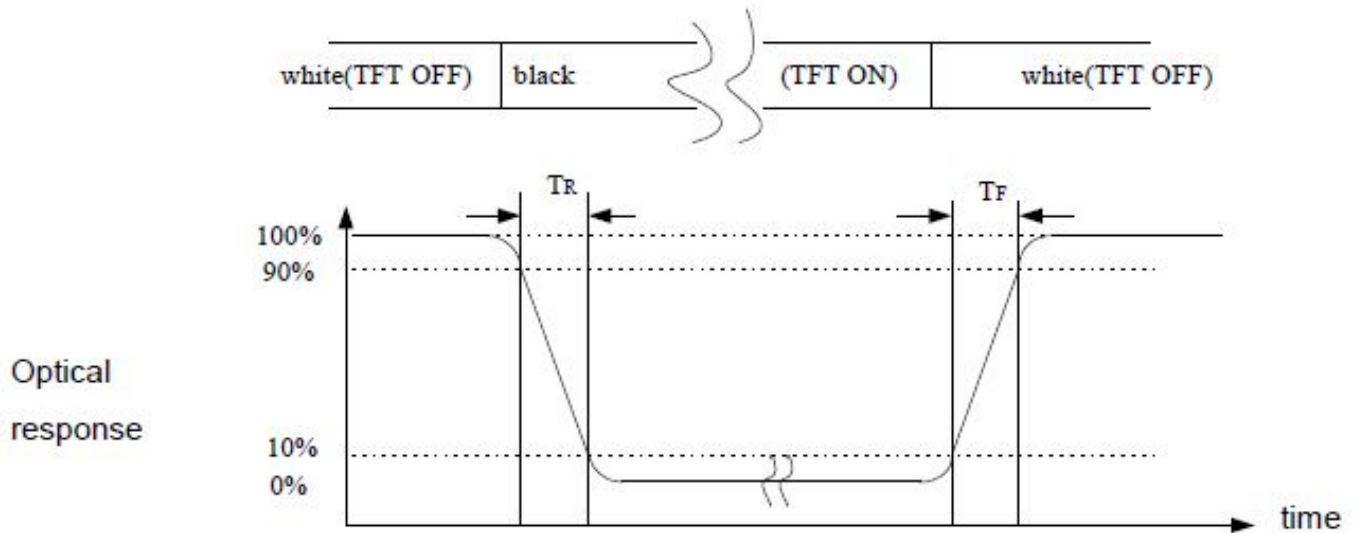 white(TFT OFF) black (TFT ON) white(TFT OFF)
TR TF
100%
90%
Optical
response
10%
0%
time